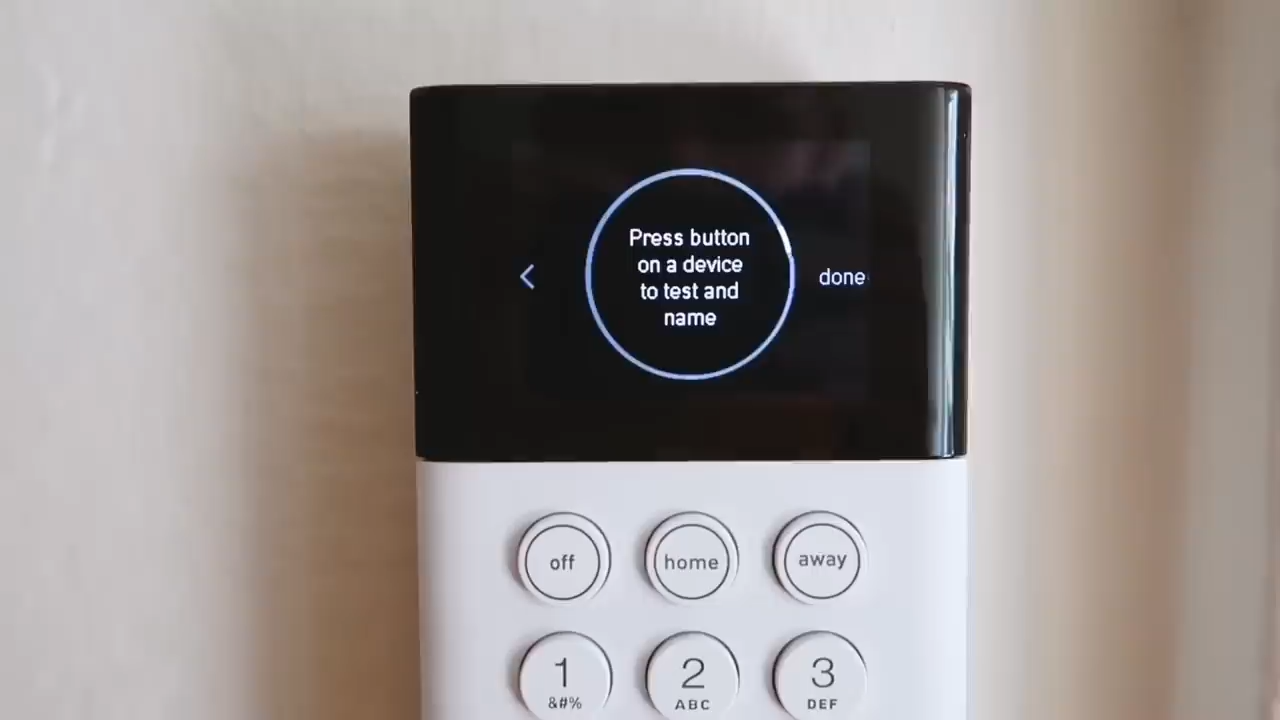 Press button
on a device
to test and
name
<
done
off
home
away
1
&#%
2
ABC
3
DEF